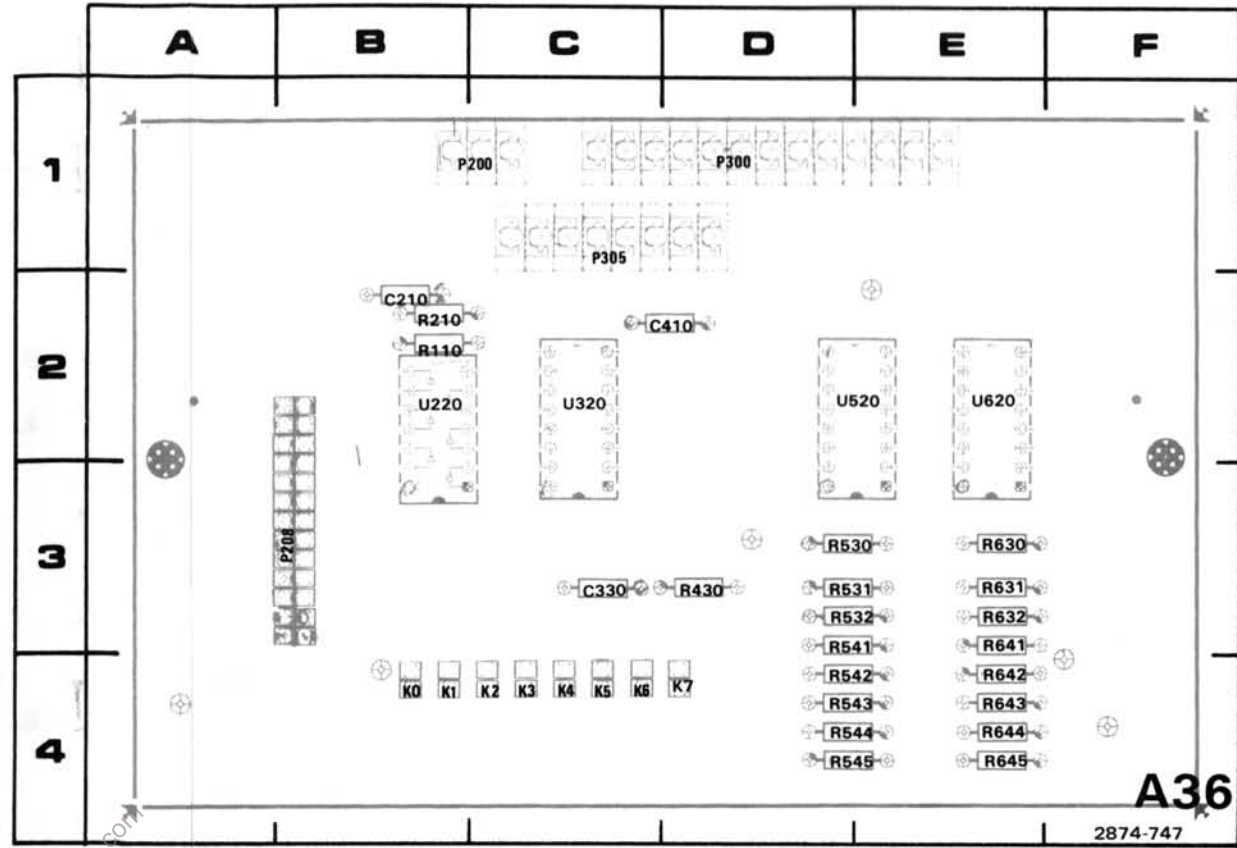 A B C D E F
1
P200 P300
P305
C210
R210
C410
R110
2
U220 U320 U520 U620
P208
3
R530 R630
C330 R430 R531 R631
R532 R632
R541 R641
R542 R642
K0 K1 K2 K3 K4 K5 K6 K7
R543 R643
R544 R644
4
R545 R645
A36
2874-747
com